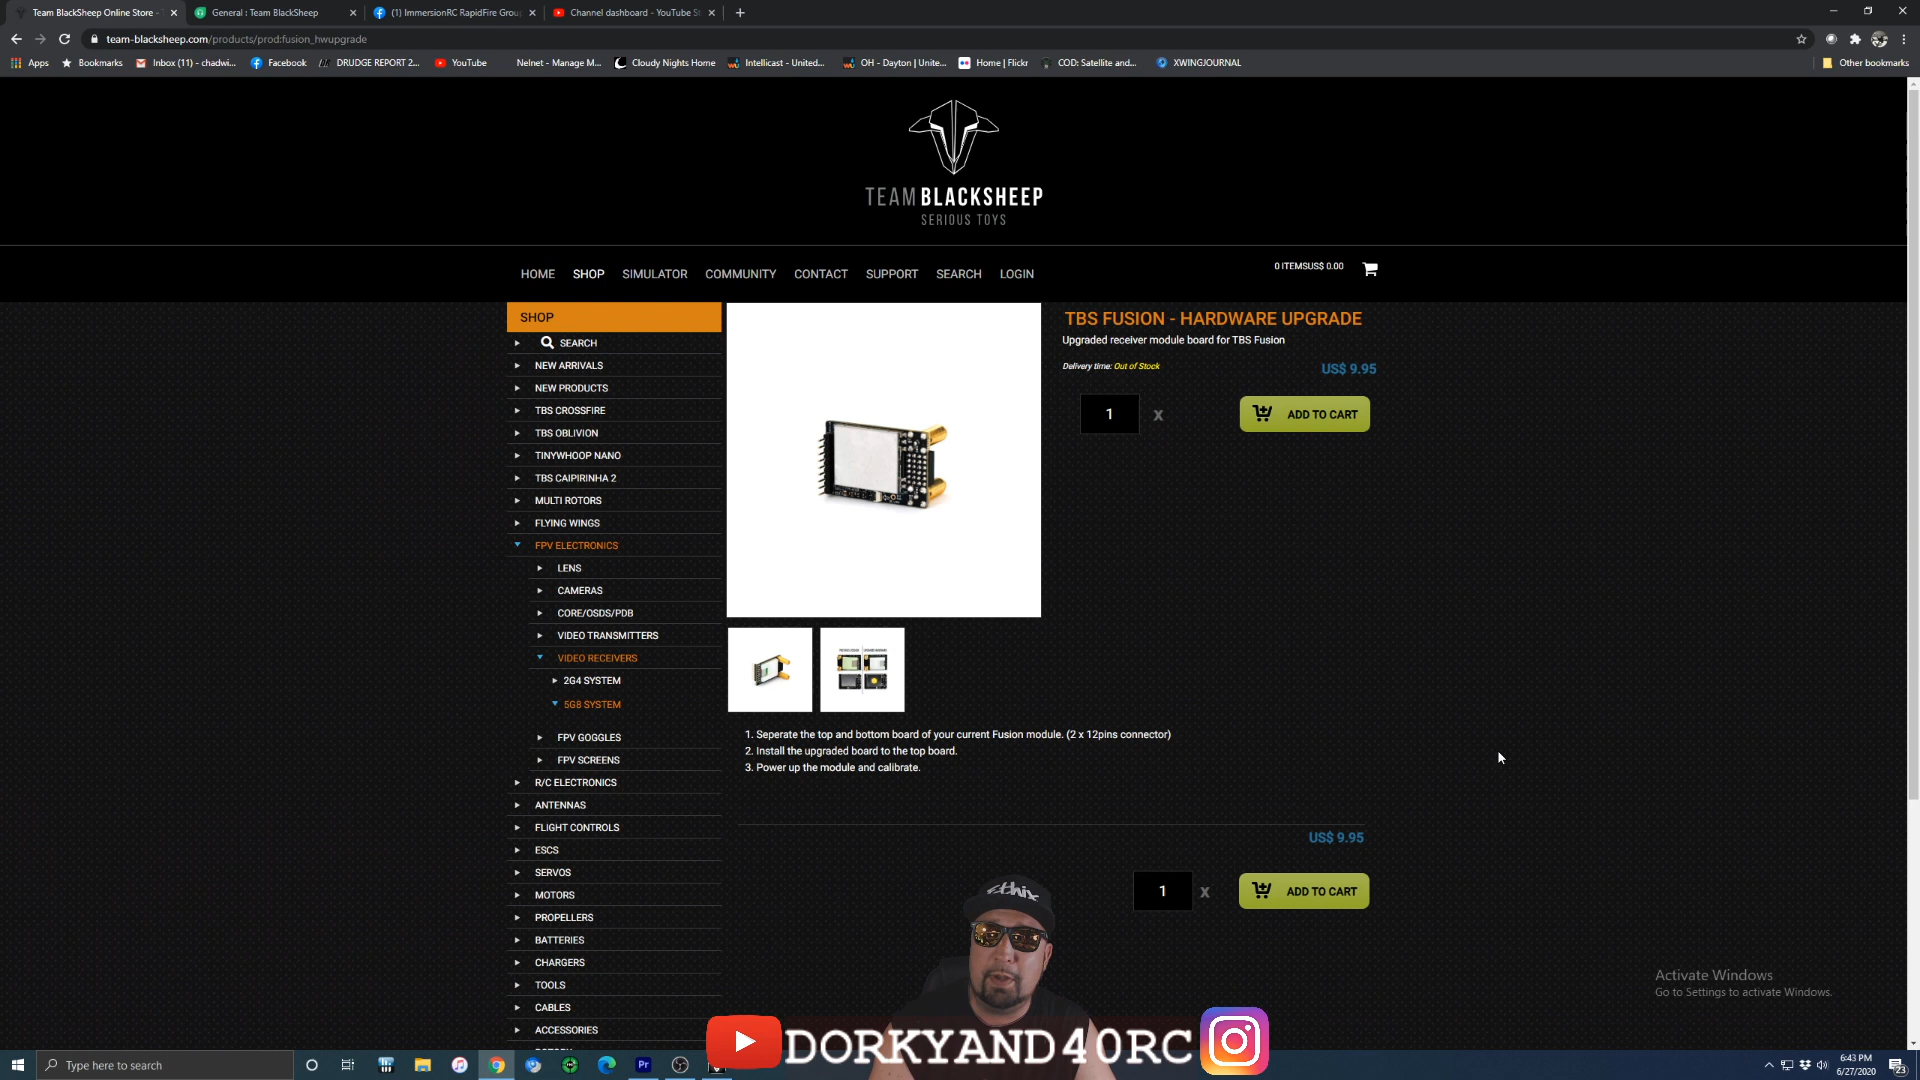 Team BlackSheep Online Store -
General : Team BlackSheep
(1) ImmersionRC RapidFire Grou
Channel dashboard - YouTube St
team-blacksheep.com/products/prod:fusion_hwupgrade
Apps
Bookmarks
Inbox (11) - chadwi...
Facebook
DRUDGE REPORT 2...
YouTube
Nelnet - Manage M...
Cloudy Nights Home
Intellicast - United...
OH - Dayton | Unite...
Home | Flickr
COD: Satellite and...
XWINGJOURNAL
Other bookmarks
TEAM BLACKSHEEP
SERIOUS TOYS
HOME SHOP SIMULATOR COMMUNITY CONTACT SUPPORT SEARCH LOGIN
0 ITEMSUS$ 0.00
SHOP
SEARCH
NEW ARRIVALS
NEW PRODUCTS
TBS CROSSFIRE
TBS OBLIVION
TINYWHOOP NANO
TBS CAIPIRINHA 2
MULTI ROTORS
FLYING WINGS
FPV ELECTRONICS
LENS
CAMERAS
CORE/OSDS/PDB
VIDEO TRANSMITTERS
VIDEO RECEIVERS
2G4 SYSTEM
5G8 SYSTEM
FPV GOGGLES
FPV SCREENS
R/C ELECTRONICS
ANTENNAS
FLIGHT CONTROLS
ESCS
SERVOS
MOTORS
PROPELLERS
BATTERIES
CHARGERS
TOOLS
CABLES
ACCESSORIES
TBS FUSION - HARDWARE UPGRADE
Upgraded receiver module board for TBS Fusion
Delivery time: Out of Stock
US$ 9.95
1 x
ADD TO CART
1. Seperate the top and bottom board of your current Fusion module. (2 x 12pins connector)
2. Install the upgraded board to the top board.
3. Power up the module and calibrate.
US$ 9.95
1 x
ADD TO CART
ethix
Activate Windows
Go to Settings to activate Windows.
DORKYAND40RC
Type here to search
Pr
6:43 PM
6/27/2020
23